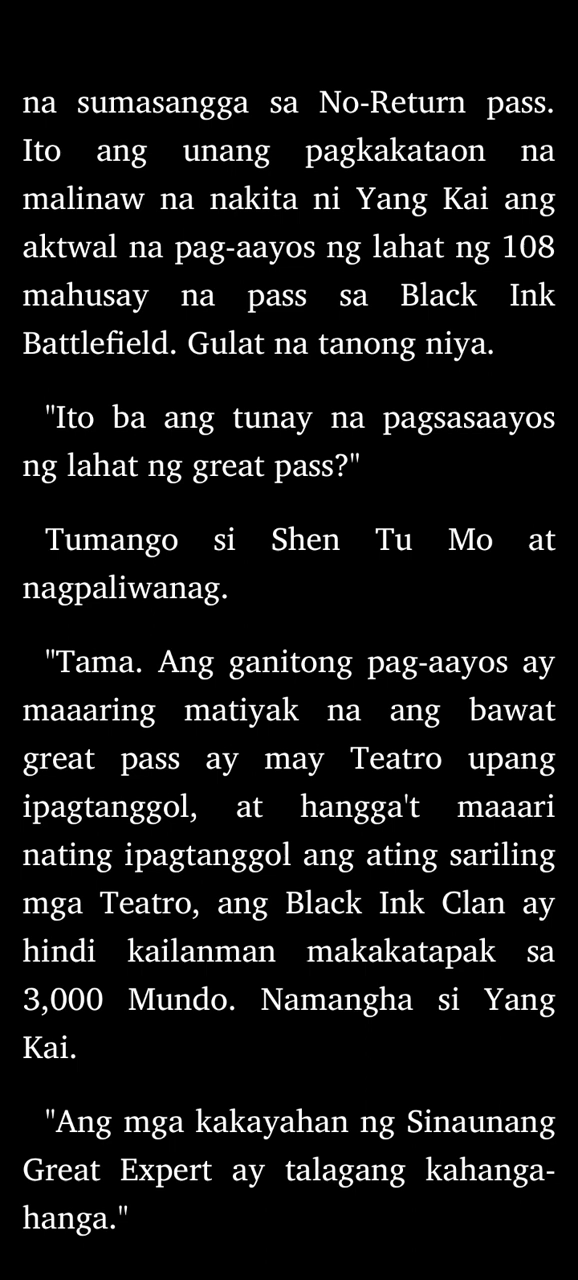 na sumasangga sa No-Return pass.
Ito ang unang pagkakataon na
malinaw na nakita ni Yang Kai ang
aktwal na pag-aayos ng lahat ng 108
mahusay na pass sa Black Ink
Battlefield. Gulat na tanong niya.
"Ito ba ang tunay na pagsasaayos
ng lahat ng great pass?"
Tumango si Shen Tu Mo at
nagpaliwanag.
"Tama. Ang ganitong pag-aayos ay
maaaring matiyak na ang bawat
great pass ay may Teatro upang
ipagtanggol, at hangga't maaari
nating ipagtanggol ang ating sariling
mga Teatro, ang Black Ink Clan ay
hindi kailanman makakatapak sa
3,000 Mundo. Namangha si Yang
Kai.
"Ang mga kakayahan ng Sinaunang
Great Expert ay talagang kahanga-
hanga."